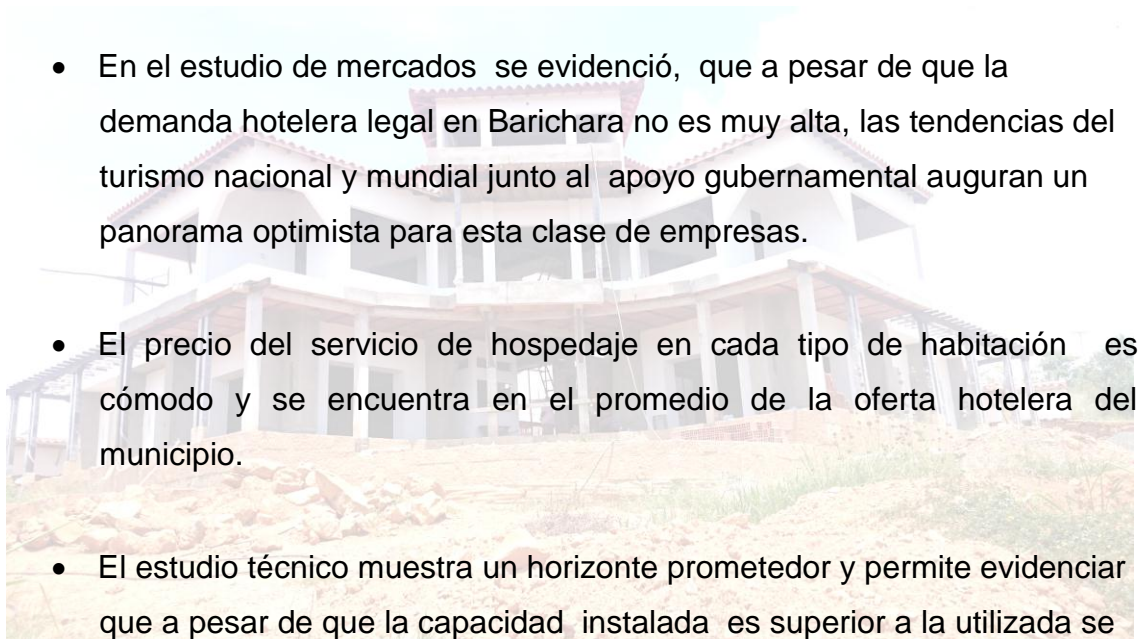 • En el estudio de mercados se evidenció, que a pesar de que la
demanda hotelera legal en Barichara no es muy alta, las tendencias del
turismo nacional y mundial junto al apoyo gubernamental auguran un
panorama optimista para esta clase de empresas.
• El precio del servicio de hospedaje en cada tipo de habitación es
cómodo y se encuentra en el promedio de la oferta hotelera del
municipio.
• El estudio técnico muestra un horizonte prometedor y permite evidenciar
que a pesar de que la capacidad instalada es superior a la utilizada se